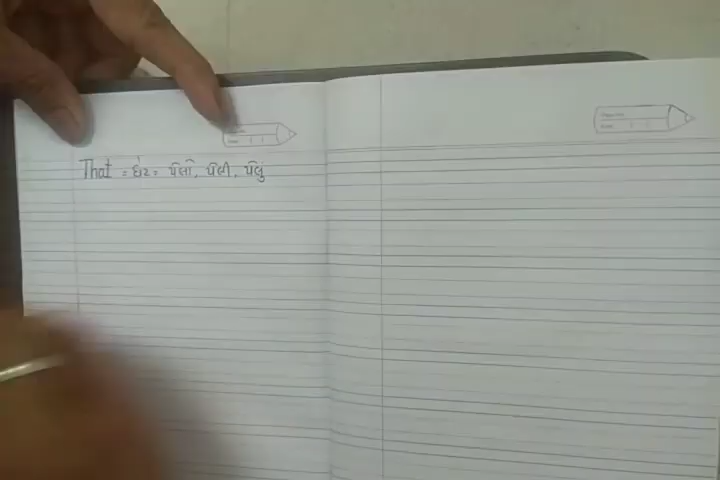 That = ધેટ = પેલો, પેલી, પેલું